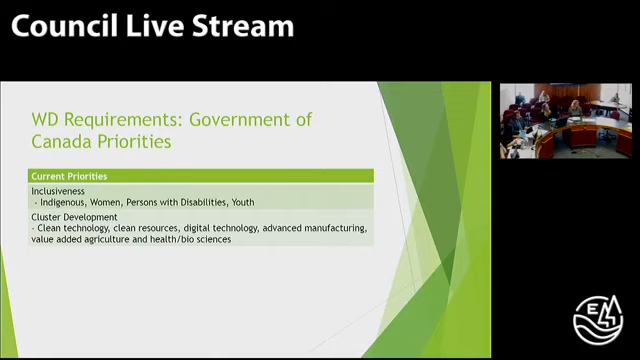 Council Live Stream
WD Requirements: Government of
Canada Priorities
Current Priorities
Inclusiveness
- Indigenous, Women, Persons with Disabilities, Youth
Cluster Development
- Clean technology, clean resources, digital technology, advanced manufacturing,
value added agriculture and health/bio sciences